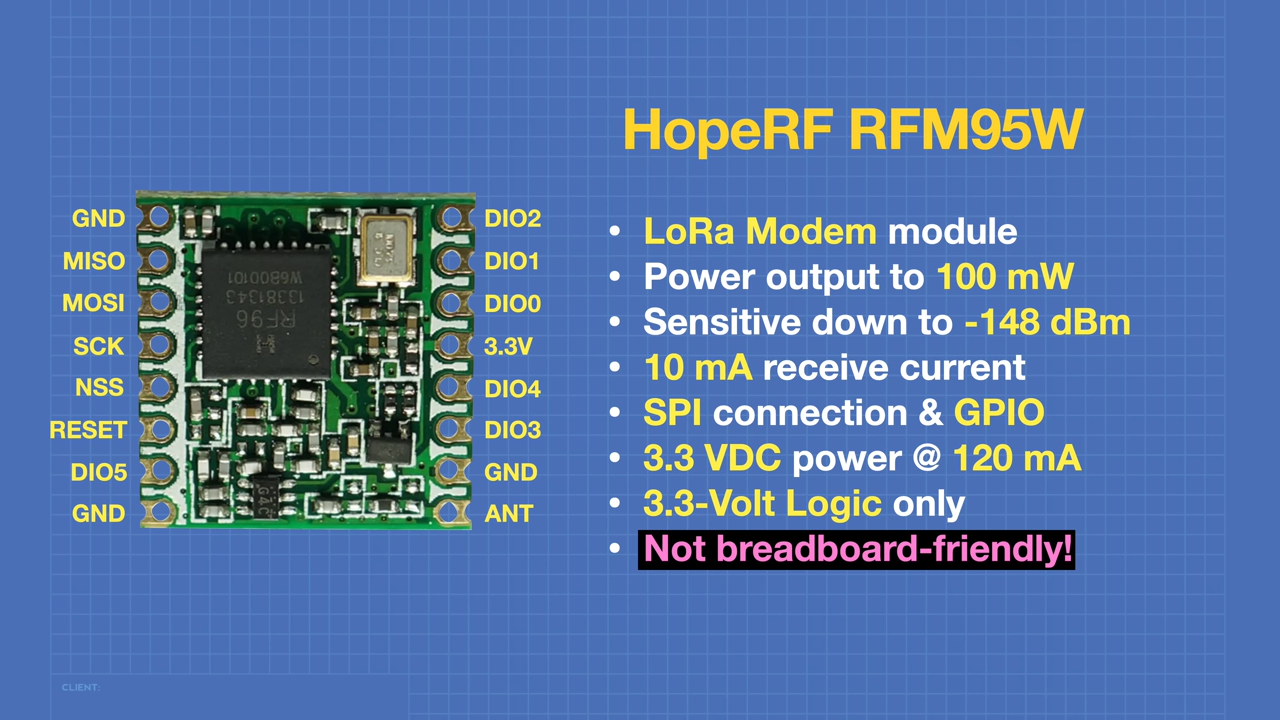 HopeRF RFM95W
GND
MISO
MOSI
SCK
NSS
RESET
DIO5
GND
DIO2
DIO1
DIO0
3.3V
DIO4
DIO3
GND
ANT
RF96
13381343
W6800101
• LoRa Modem module
• Power output to 100 mW
• Sensitive down to -148 dBm
• 10 mA receive current
• SPI connection & GPIO
• 3.3 VDC power @ 120 mA
• 3.3-Volt Logic only
• Not breadboard-friendly!
CLIENT: